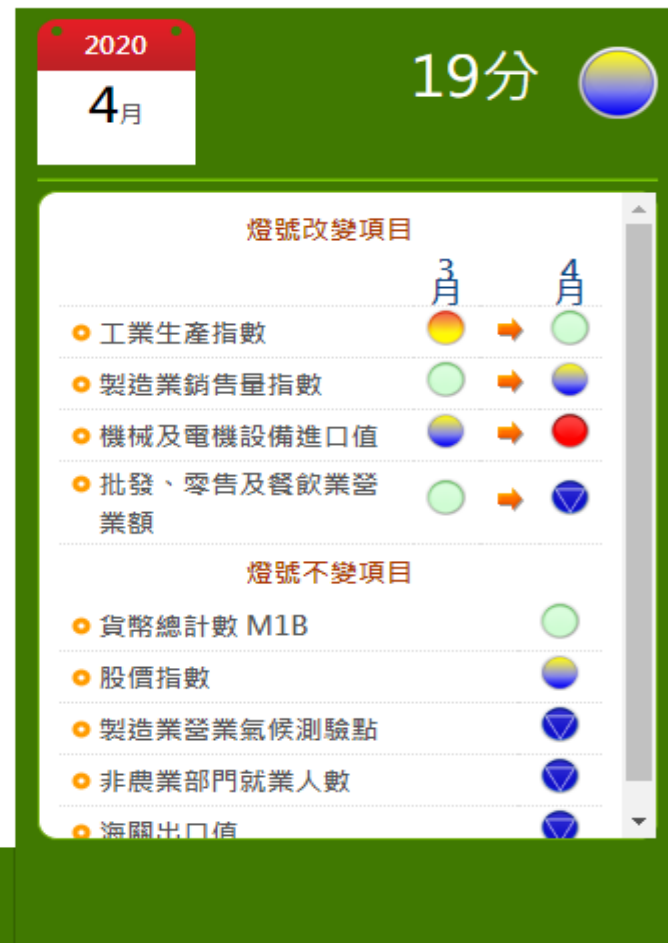 2020
4月
19分
燈號改變項目
3月
4月
工業生產指數
製造業銷售量指數
機械及電機設備進口值
批發、零售及餐飲業營
業額
燈號不變項目
貨幣總計數 M1B
股價指數
製造業營業氣候測驗點
非農業部門就業人數
海關出口值